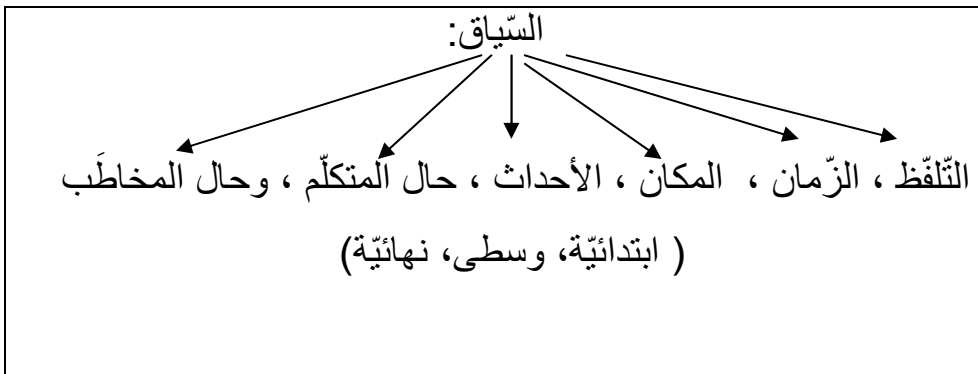 السّياق:
التّلفّظ ، الزّمان ، المكان ، الأحداث ، حال المتكلّم ، وحال المخاطَب
( ابتدائيّة، وسطى، نهائيّة)